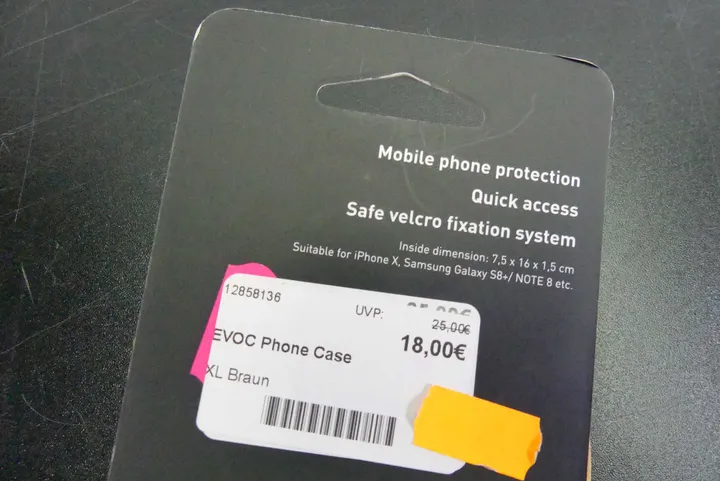 Mobile phone protection
Quick access
Safe velcro fixation system
Inside dimension: 7,5 x 16 x 1,5 cm
Suitable for iPhone X, Samsung Galaxy S8+/ NOTE 8 etc.
12858136
UVP:
25,00€
18,00€
EVOC Phone Case
XL Braun